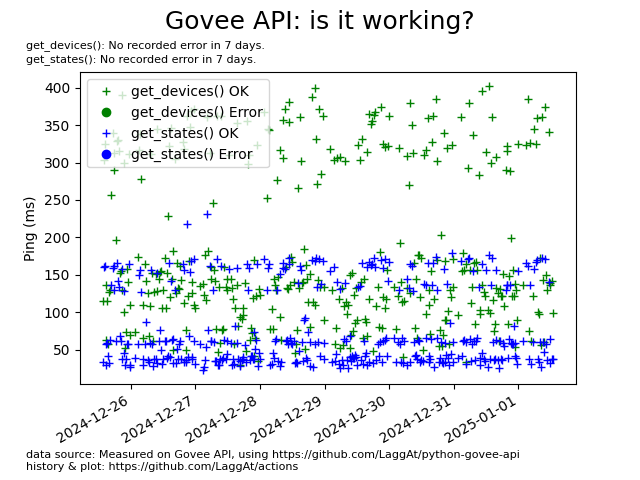 Govee API: is it working?
get_devices(): No recorded error in 7 days.
get_states(): No recorded error in 7 days.
get_devices() OK
get_devices() Error
get_states() OK
get_states() Error
Ping (ms)
400
350
300
250
200
150
100
50
2024-12-26
2024-12-27
2024-12-28
2024-12-29
2024-12-30
2024-12-31
2025-01-01
data source: Measured on Govee API, using https://github.com/LaggAt/python-govee-api
history & plot: https://github.com/LaggAt/actions